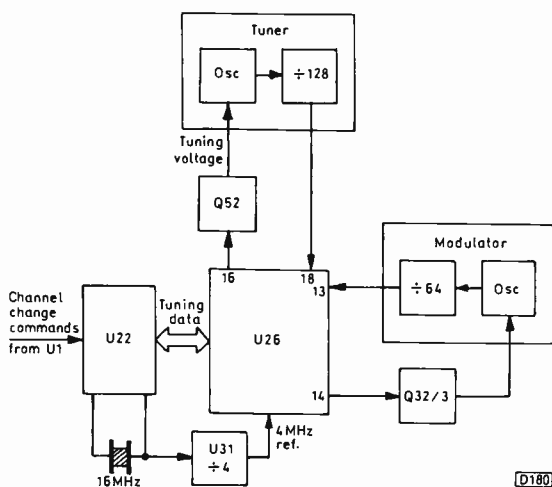 Tuner
Osc
÷128
Tuning
voltage
Q52
16
18
13
Modulator
÷64
Osc
Channel
change
commands
from U1
U22
Tuning
data
U26
14
Q32/3
4MHz
ref.
U31
÷4
16MHz
D180